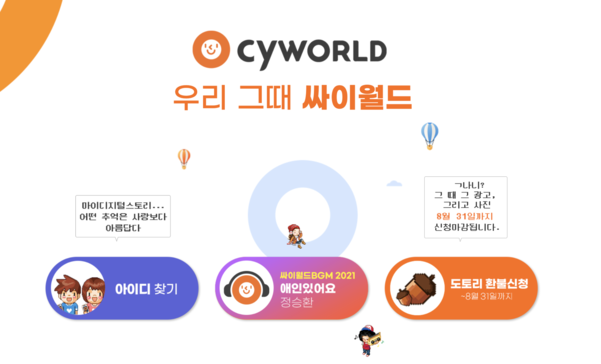 CYWORLD
우리 그때 싸이월드
마이디지털스토리...
어떤 추억은 사랑보다
아름답다
ㄱ나니?
그 때 그 광고,
그리고 사진
8월 31일까지
신청마감됩니다.
아이디 찾기
싸이월드BGM 2021
애인있어요
정승환
도토리 환불신청
~8월 31일까지